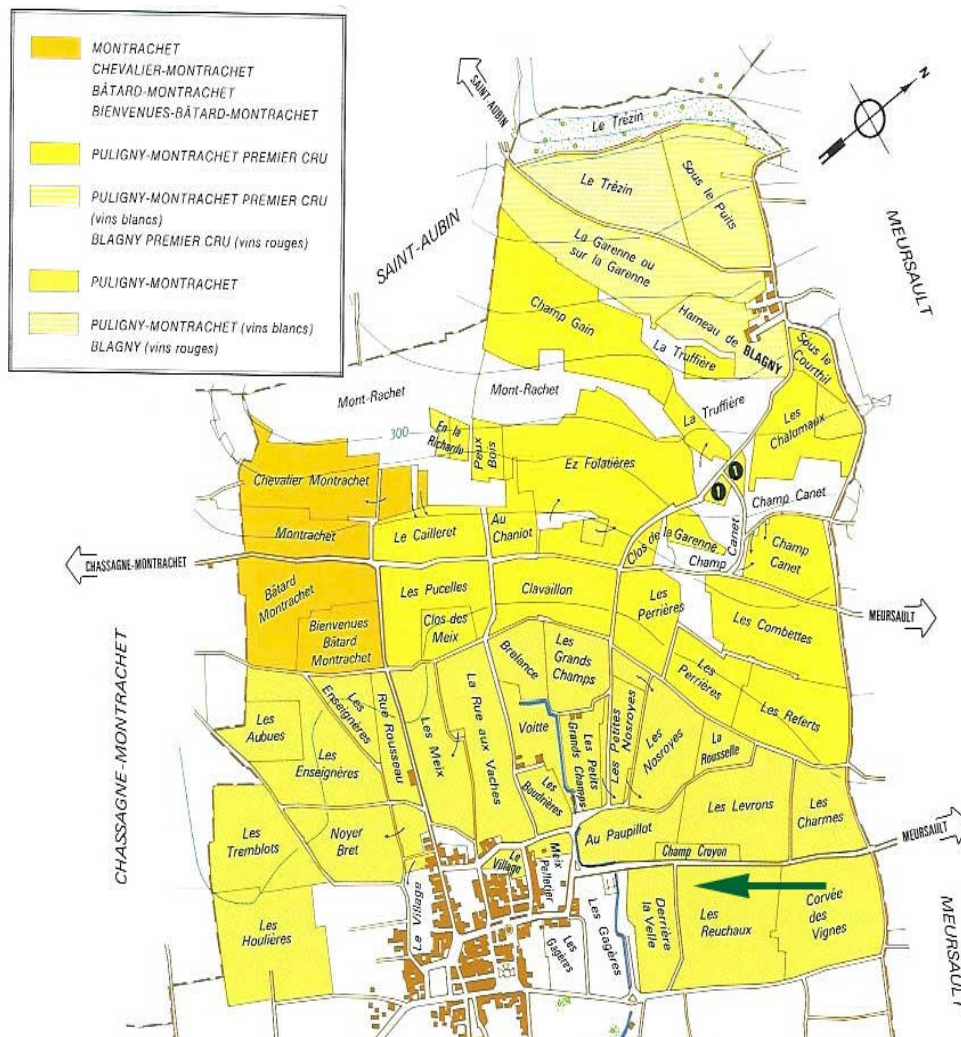 MONTRACHET
CHEVALIER-MONTRACHET
BÂTARD-MONTRACHET
BIENVENUES-BÂTARD-MONTRACHET
PULIGNY-MONTRACHET PREMIER CRU
PULIGNY-MONTRACHET PREMIER CRU
(vins blancs)
BLAGNY PREMIER CRU (vins rouges)
PULIGNY-MONTRACHET
PULIGNY-MONTRACHET (vins blancs)
BLAGNY (vins rouges)
SAINT-AUBIN
N
Le Trézin
Le Trézin
Sous le Puits
SAINT-AUBIN
MEURSAULT
La Garenne ou
sur la Garenne
Champ Gain
Hameau de
BLAGNY
La Truffière
Sous le
Courthil
Mont-Rachet
Mont-Rachet
La Truffière
Les
Chalumaux
300
En la
Richarde
Peux
Bois
Ez Folatières
Chevalier Montrachet
1
1
Champ Canet
Montrachet
Le Cailleret
Au
Chaniot
Clos de la Garenne
Champ
Canet
Champ
Canet
CHASSAGNE-MONTRACHET
Bâtard
Montrachet
Les Pucelles
Clavaillon
Les
Perrières
MEURSAULT
Bienvenues
Bâtard
Montrachet
Clos-des
Meix
Les Combettes
Brelance
Les
Grands
Champs
Les
Perrières
Les Referts
CHASSAGNE-MONTRACHET
Les
Aubues
Les
Enseignères
Les
Enseignères
Rue Rousseau
Les Meix
La Rue aux Vaches
Voitte
Les Petits
Grands Champs
Les Petites
Nosroyes
Les
Nosroyes
La
Rousselle
Les
Boudrières
Les Levrons
Les
Charmes
Les
Tremblots
Noyer
Bret
Au Paupillot
Champ Croyon
MEURSAULT
Le
Village
Meix
Pelletier
Les
Houlières
Le Village
Les
Gagères
Les Gagères
Derrière
la Velle
Les
Reuchaux
Corvée
des
Vignes
MEURSAULT